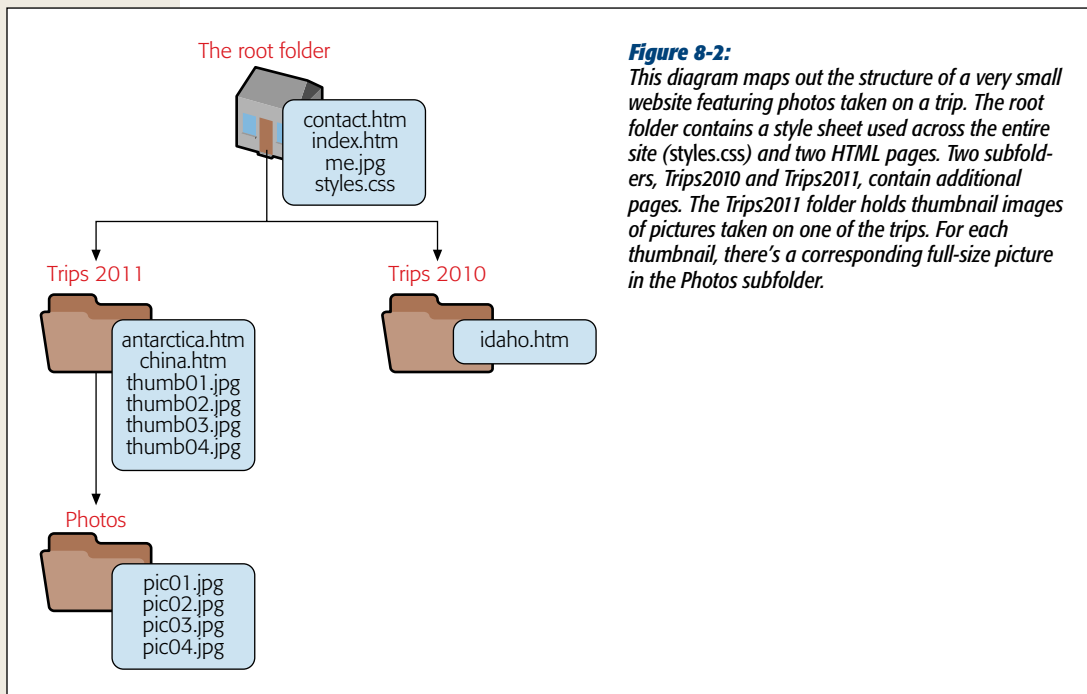 The root folder
contact.htm
index.htm
me.jpg
styles.css
Trips 2011
antarctica.htm
china.htm
thumb01.jpg
thumb02.jpg
thumb03.jpg
thumb04.jpg
Trips 2010
idaho.htm
Photos
pic01.jpg
pic02.jpg
pic03.jpg
pic04.jpg
Figure 8-2:
This diagram maps out the structure of a very small
website featuring photos taken on a trip. The root
folder contains a style sheet used across the entire
site (styles.css) and two HTML pages. Two subfold-
ers, Trips2010 and Trips2011, contain additional
pages. The Trips2011 folder holds thumbnail images
of pictures taken on one of the trips. For each
thumbnail, there's a corresponding full-size picture
in the Photos subfolder.